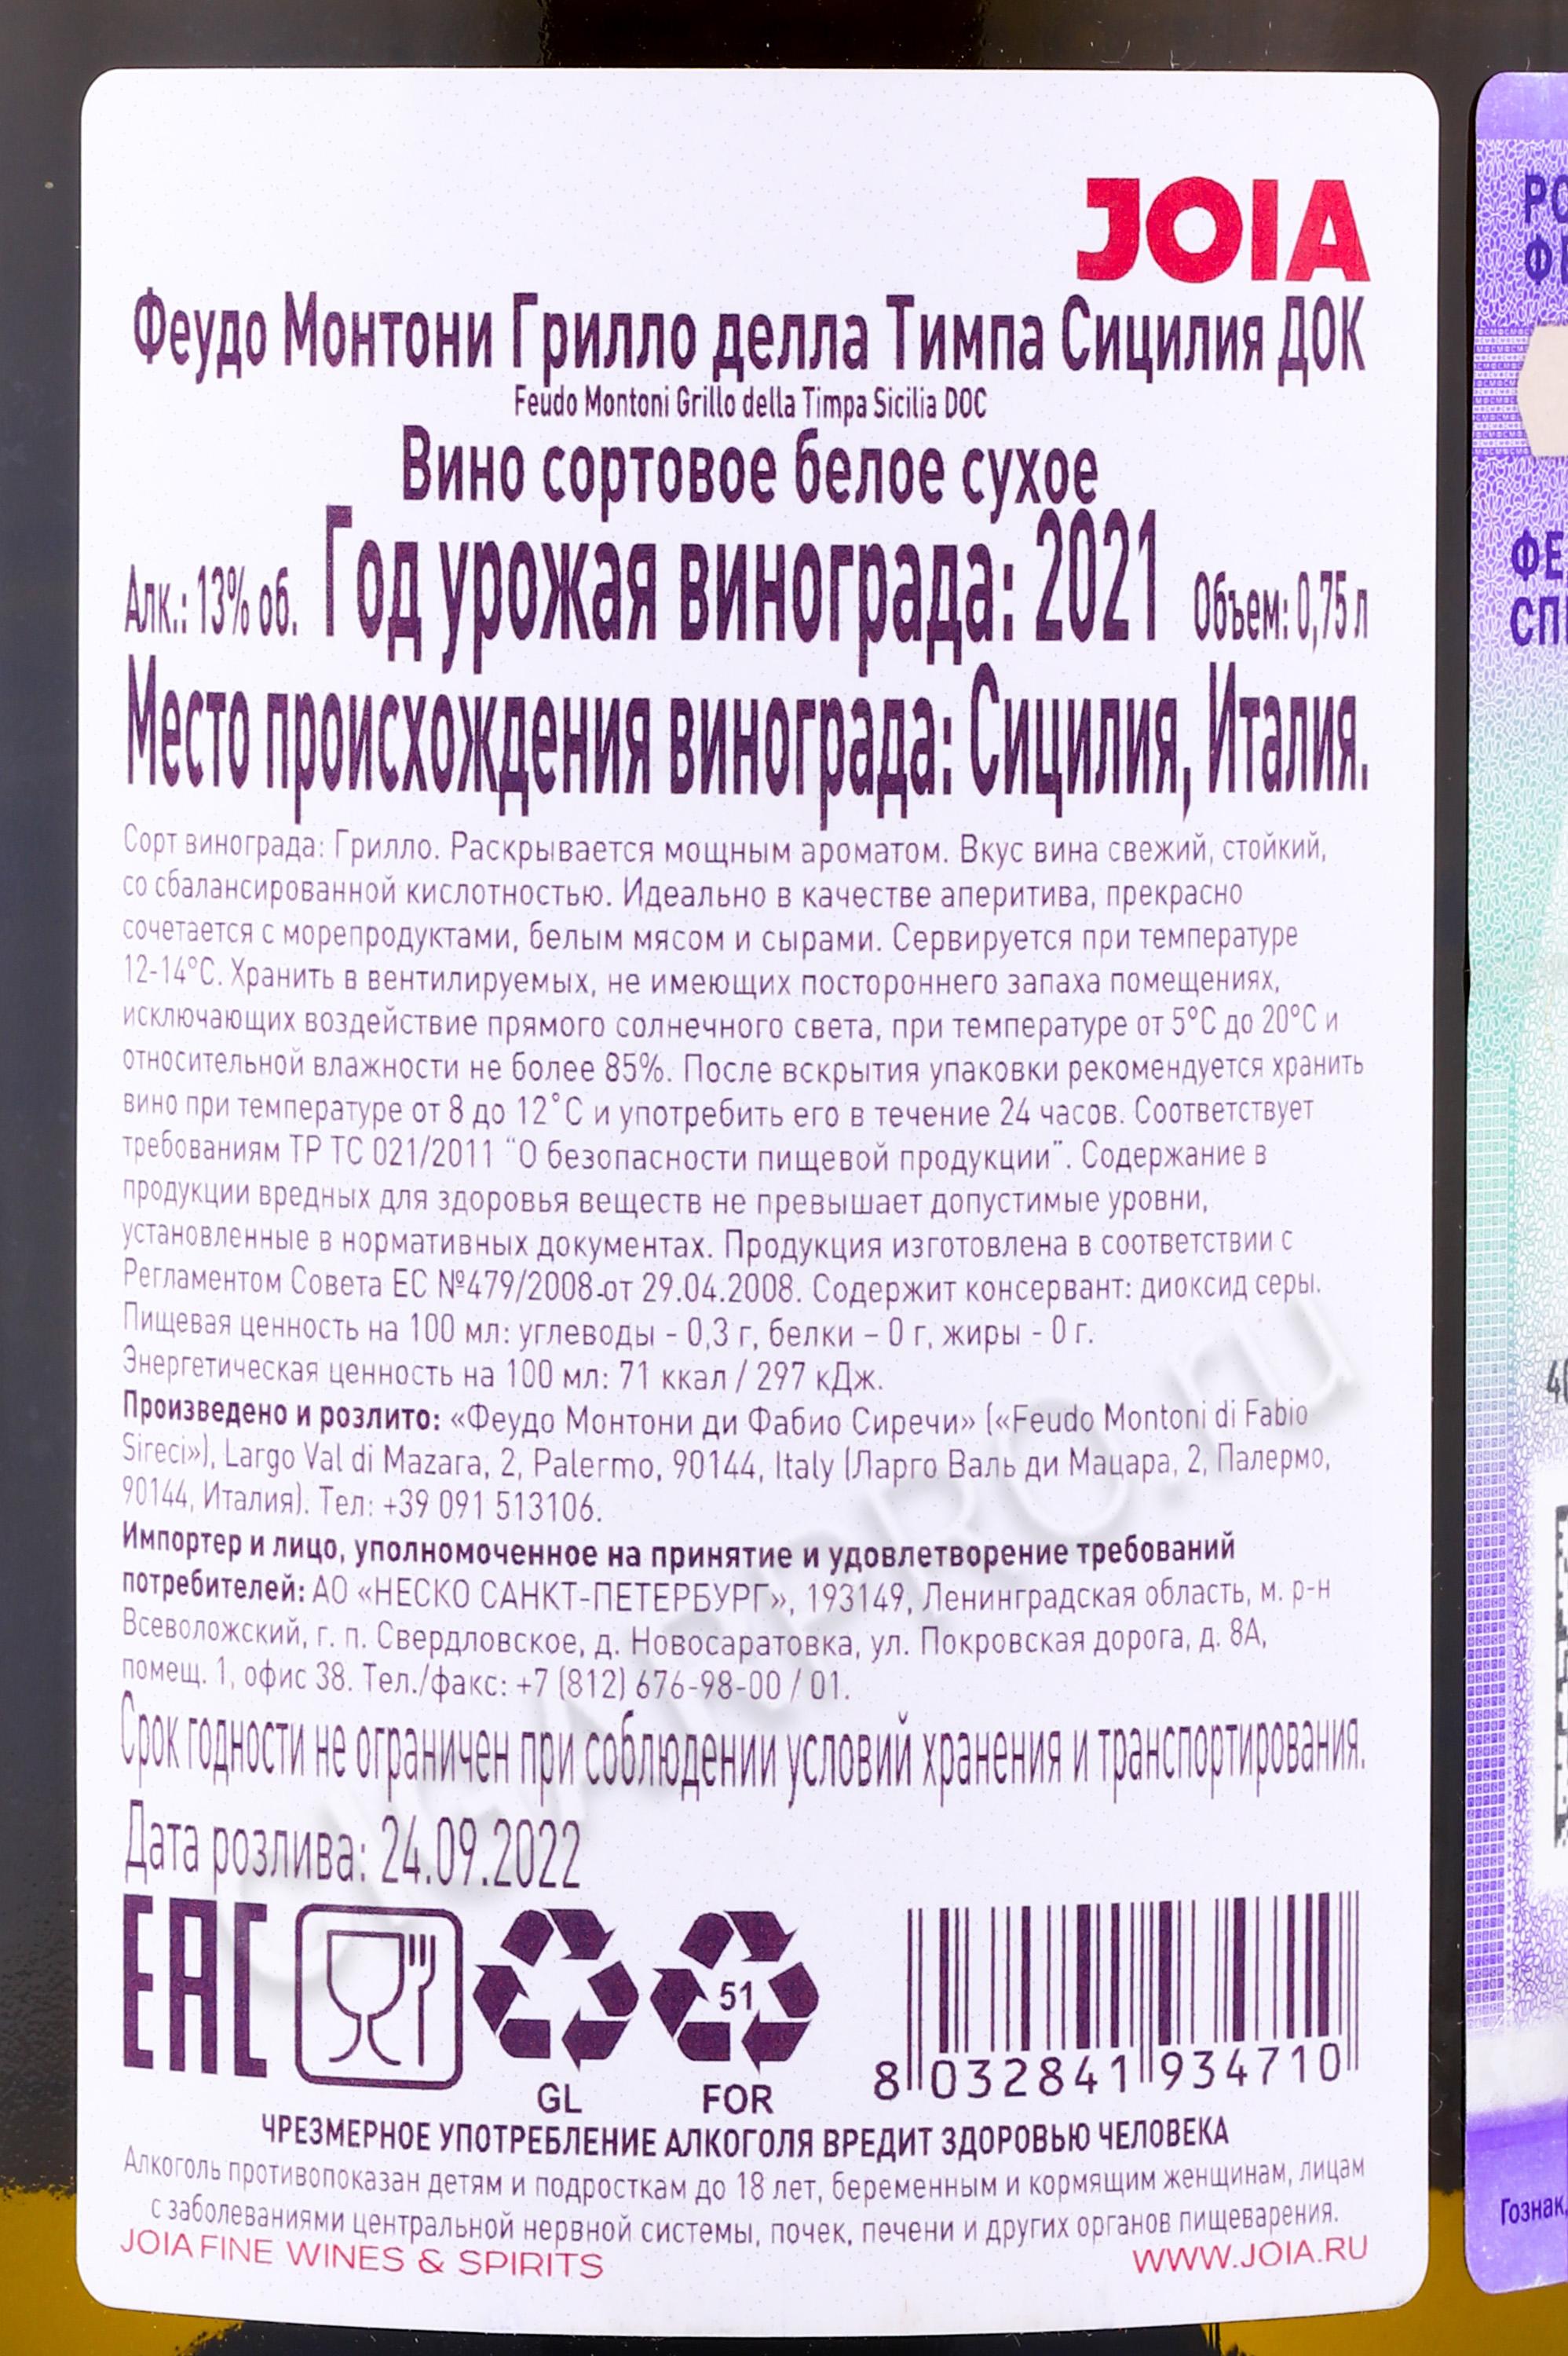 JOIA
Феудо Монтони Грилло делла Тимпа Сицилия ДОК
Feudo Montoni Grillo della Timpa Sicilia DOC
Вино сортовое белое сухое
Алк.: 13% об. Год урожая винограда: 2021 Объем: 0,75 л
Место происхождения винограда: Сицилия, Италия.
Сорт винограда: Грилло. Раскрывается мощным ароматом. Вкус вина свежий, стойкий,
со сбалансированной кислотностью. Идеально в качестве аперитива, прекрасно
сочетается с морепродуктами, белым мясом и сырами. Сервируется при температуре
12-14°C. Хранить в вентилируемых, не имеющих постороннего запаха помещениях,
исключающих воздействие прямого солнечного света, при температуре от 5°C до 20°C и
относительной влажности не более 85%. После вскрытия упаковки рекомендуется хранить
вино при температуре от 8 до 12°C и употребить его в течение 24 часов. Соответствует
требованиям ТР ТС 021/2011 “О безопасности пищевой продукции”. Содержание в
продукции вредных для здоровья веществ не превышает допустимые уровни,
установленные в нормативных документах. Продукция изготовлена в соответствии с
Регламентом Совета ЕС №479/2008-от 29.04.2008. Содержит консервант: диоксид серы.
Пищевая ценность на 100 мл: углеводы - 0,3 г, белки – 0 г, жиры - 0 г.
Энергетическая ценность на 100 мл: 71 ккал / 297 кДж.
Произведено и розлито: «Феудо Монтони ди Фабио Сиречи» («Feudo Montoni di Fabio
Sireci»), Largo Val di Mazara, 2, Palermo, 90144, Italy (Ларго Валь ди Мацара, 2, Палермо,
90144, Италия). Тел: +39 091 513106.
Импортер и лицо, уполномоченное на принятие и удовлетворение требований
потребителей: АО «НЕСКО САНКТ-ПЕТЕРБУРГ», 193149, Ленинградская область, м. р-н
Всеволожский, г. п. Свердловское, д. Новосаратовка, ул. Покровская дорога, д. 8А,
помещ. 1, офис 38. Тел./факс: +7 (812) 676-98-00 / 01.
Срок годности не ограничен при соблюдении условий хранения и транспортирования.
Дата розлива: 24.09.2022
EAC
51
GL FOR
8 032841 934710
ЧРЕЗМЕРНОЕ УПОТРЕБЛЕНИЕ АЛКОГОЛЯ ВРЕДИТ ЗДОРОВЬЮ ЧЕЛОВЕКА
Алкоголь противопоказан детям и подросткам до 18 лет, беременным и кормящим женщинам, лицам
с заболеваниями центральной нервной системы, почек, печени и других органов пищеварения.
JOIA FINE WINES & SPIRITS WWW.JOIA.RU
CIGARPRO.ru
Гознак,